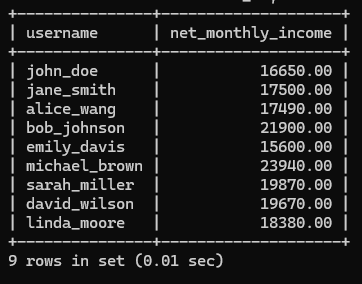 +---------------+--------------------+
| username      | net_monthly_income |
+---------------+--------------------+
| john_doe      |           16650.00 |
| jane_smith    |           17500.00 |
| alice_wang    |           17490.00 |
| bob_johnson   |           21900.00 |
| emily_davis   |           15600.00 |
| michael_brown |           23940.00 |
| sarah_miller  |           19870.00 |
| david_wilson  |           19670.00 |
| linda_moore   |           18380.00 |
+---------------+--------------------+
9 rows in set (0.01 sec)